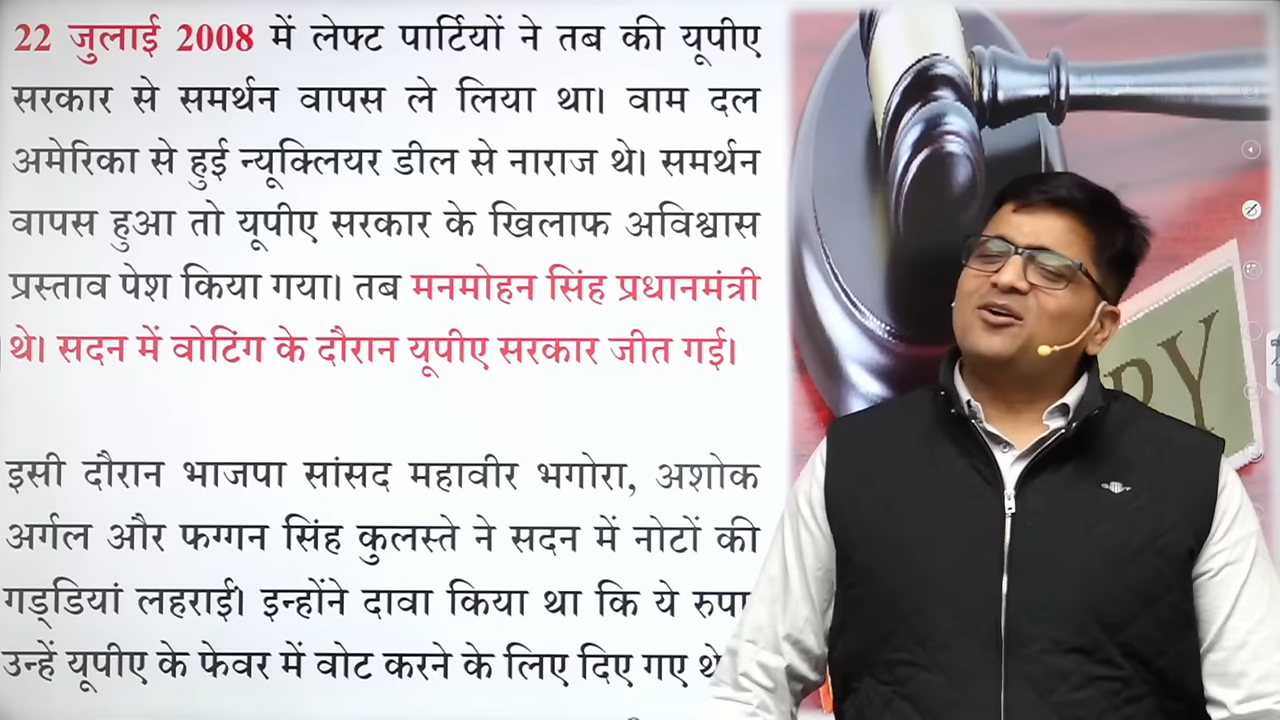 22 जुलाई 2008 में लेफ्ट पार्टियों ने तब की यूपीए
सरकार से समर्थन वापस ले लिया था। वाम दल
अमेरिका से हुई न्यूक्लियर डील से नाराज थे। समर्थन
वापस हुआ तो यूपीए सरकार के खिलाफ अविश्वास
प्रस्ताव पेश किया गया। तब मनमोहन सिंह प्रधानमंत्री
थे। सदन में वोटिंग के दौरान यूपीए सरकार जीत गई।
इसी दौरान भाजपा सांसद महावीर भगोरा, अशोक
अर्गल और फग्गन सिंह कुलस्ते ने सदन में नोटों की
गड्डियां लहराईं। इन्होंने दावा किया था कि ये
उन्हें यूपीए के फेवर में वोट करने के लिए दिए गए थे
RY